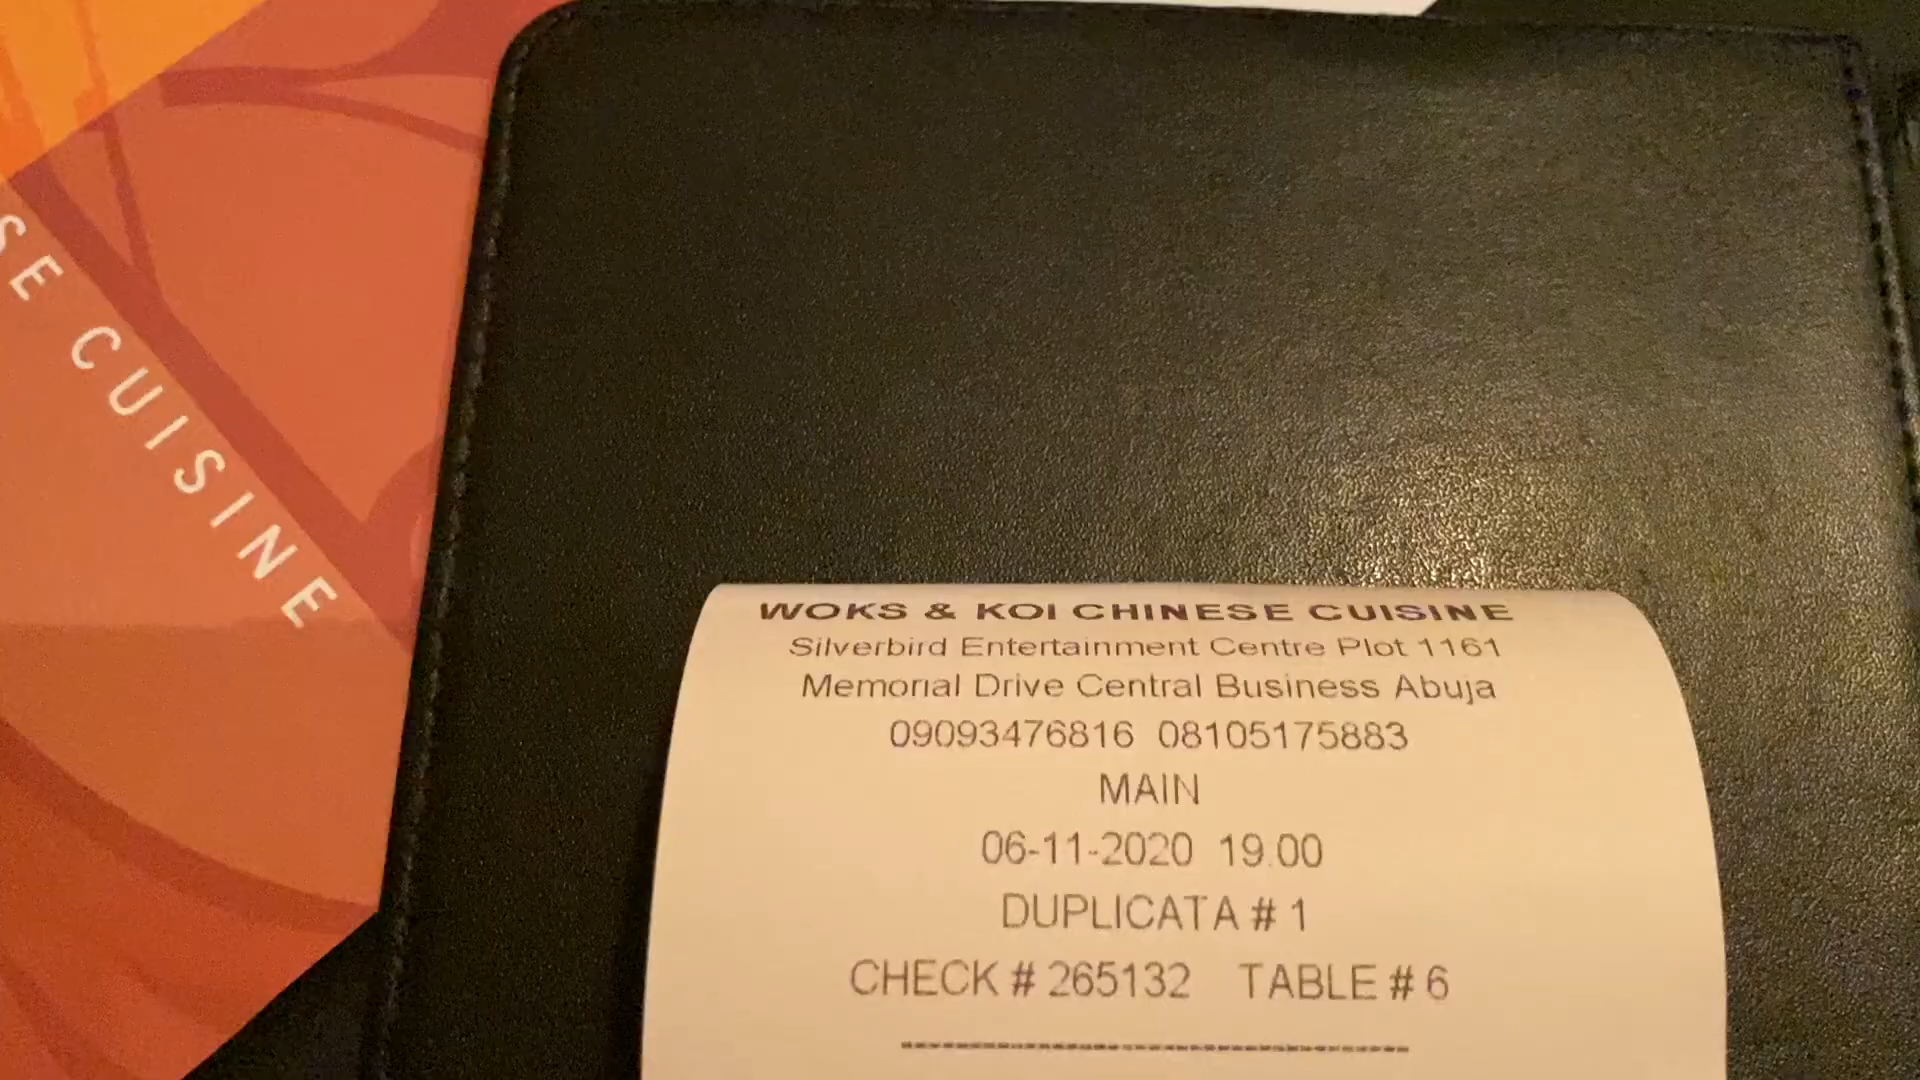 SE CUISINE
WOKS & KOI CHINESE CUISINE
Silverbird Entertainment Centre Plot 1161
Memorial Drive Central Business Abuja
09093476816 08105175883
MAIN
06-11-2020 19.00
DUPLICATA # 1
CHECK # 265132 TABLE # 6